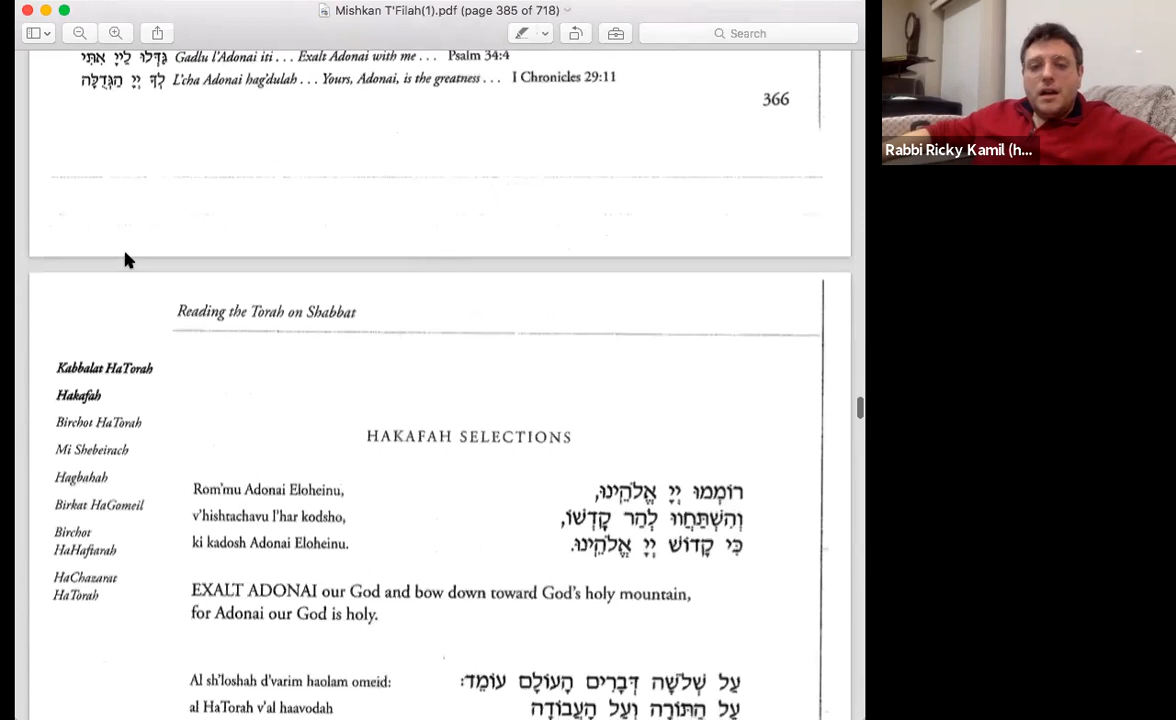 Mishkan T'Filah(1).pdf (page 385 of 718)
Search
גַּדְּלוּ לַייָ אִתִּי Gadlu l'Adonai iti . . . Exalt Adonai with me . . . Psalm 34:4
לְךָ יְיָ הַגְּדֻלָּה L'cha Adonai hag'dulah . . . Yours, Adonai, is the greatness . . . I Chronicles 29:11
366
Rabbi Ricky Kamil (h...
Reading the Torah on Shabbat
Kabbalat HaTorah
Hakafah
Birchot HaTorah
Mi Shebeirach
Hagbahah
Birkat HaGomeil
Birchot
HaHaftarah
HaChazarat
HaTorah
HAKAFAH SELECTIONS
Rom'mu Adonai Eloheinu,
v'hishtachavu l'har kodsho,
ki kadosh Adonai Eloheinu.
רוֹמְמוּ יְיָ אֱלֹהֵֽינוּ,
וְהִשְׁתַּחֲווּ לְהַר קָדְשׁוֹ,
כִּי קָדוֹשׁ יְיָ אֱלֹהֵֽינוּ.
EXALT ADONAI our God and bow down toward God's holy mountain,
for Adonai our God is holy.
Al sh'loshah d'varim haolam omeid:
al HaTorah v'al haavodah
עַל שְׁלֹשָׁה דְּבָרִים הָעוֹלָם עוֹמֵד:
עַל הַתּוֹרָה וְעַל הָעֲבוֹדָה